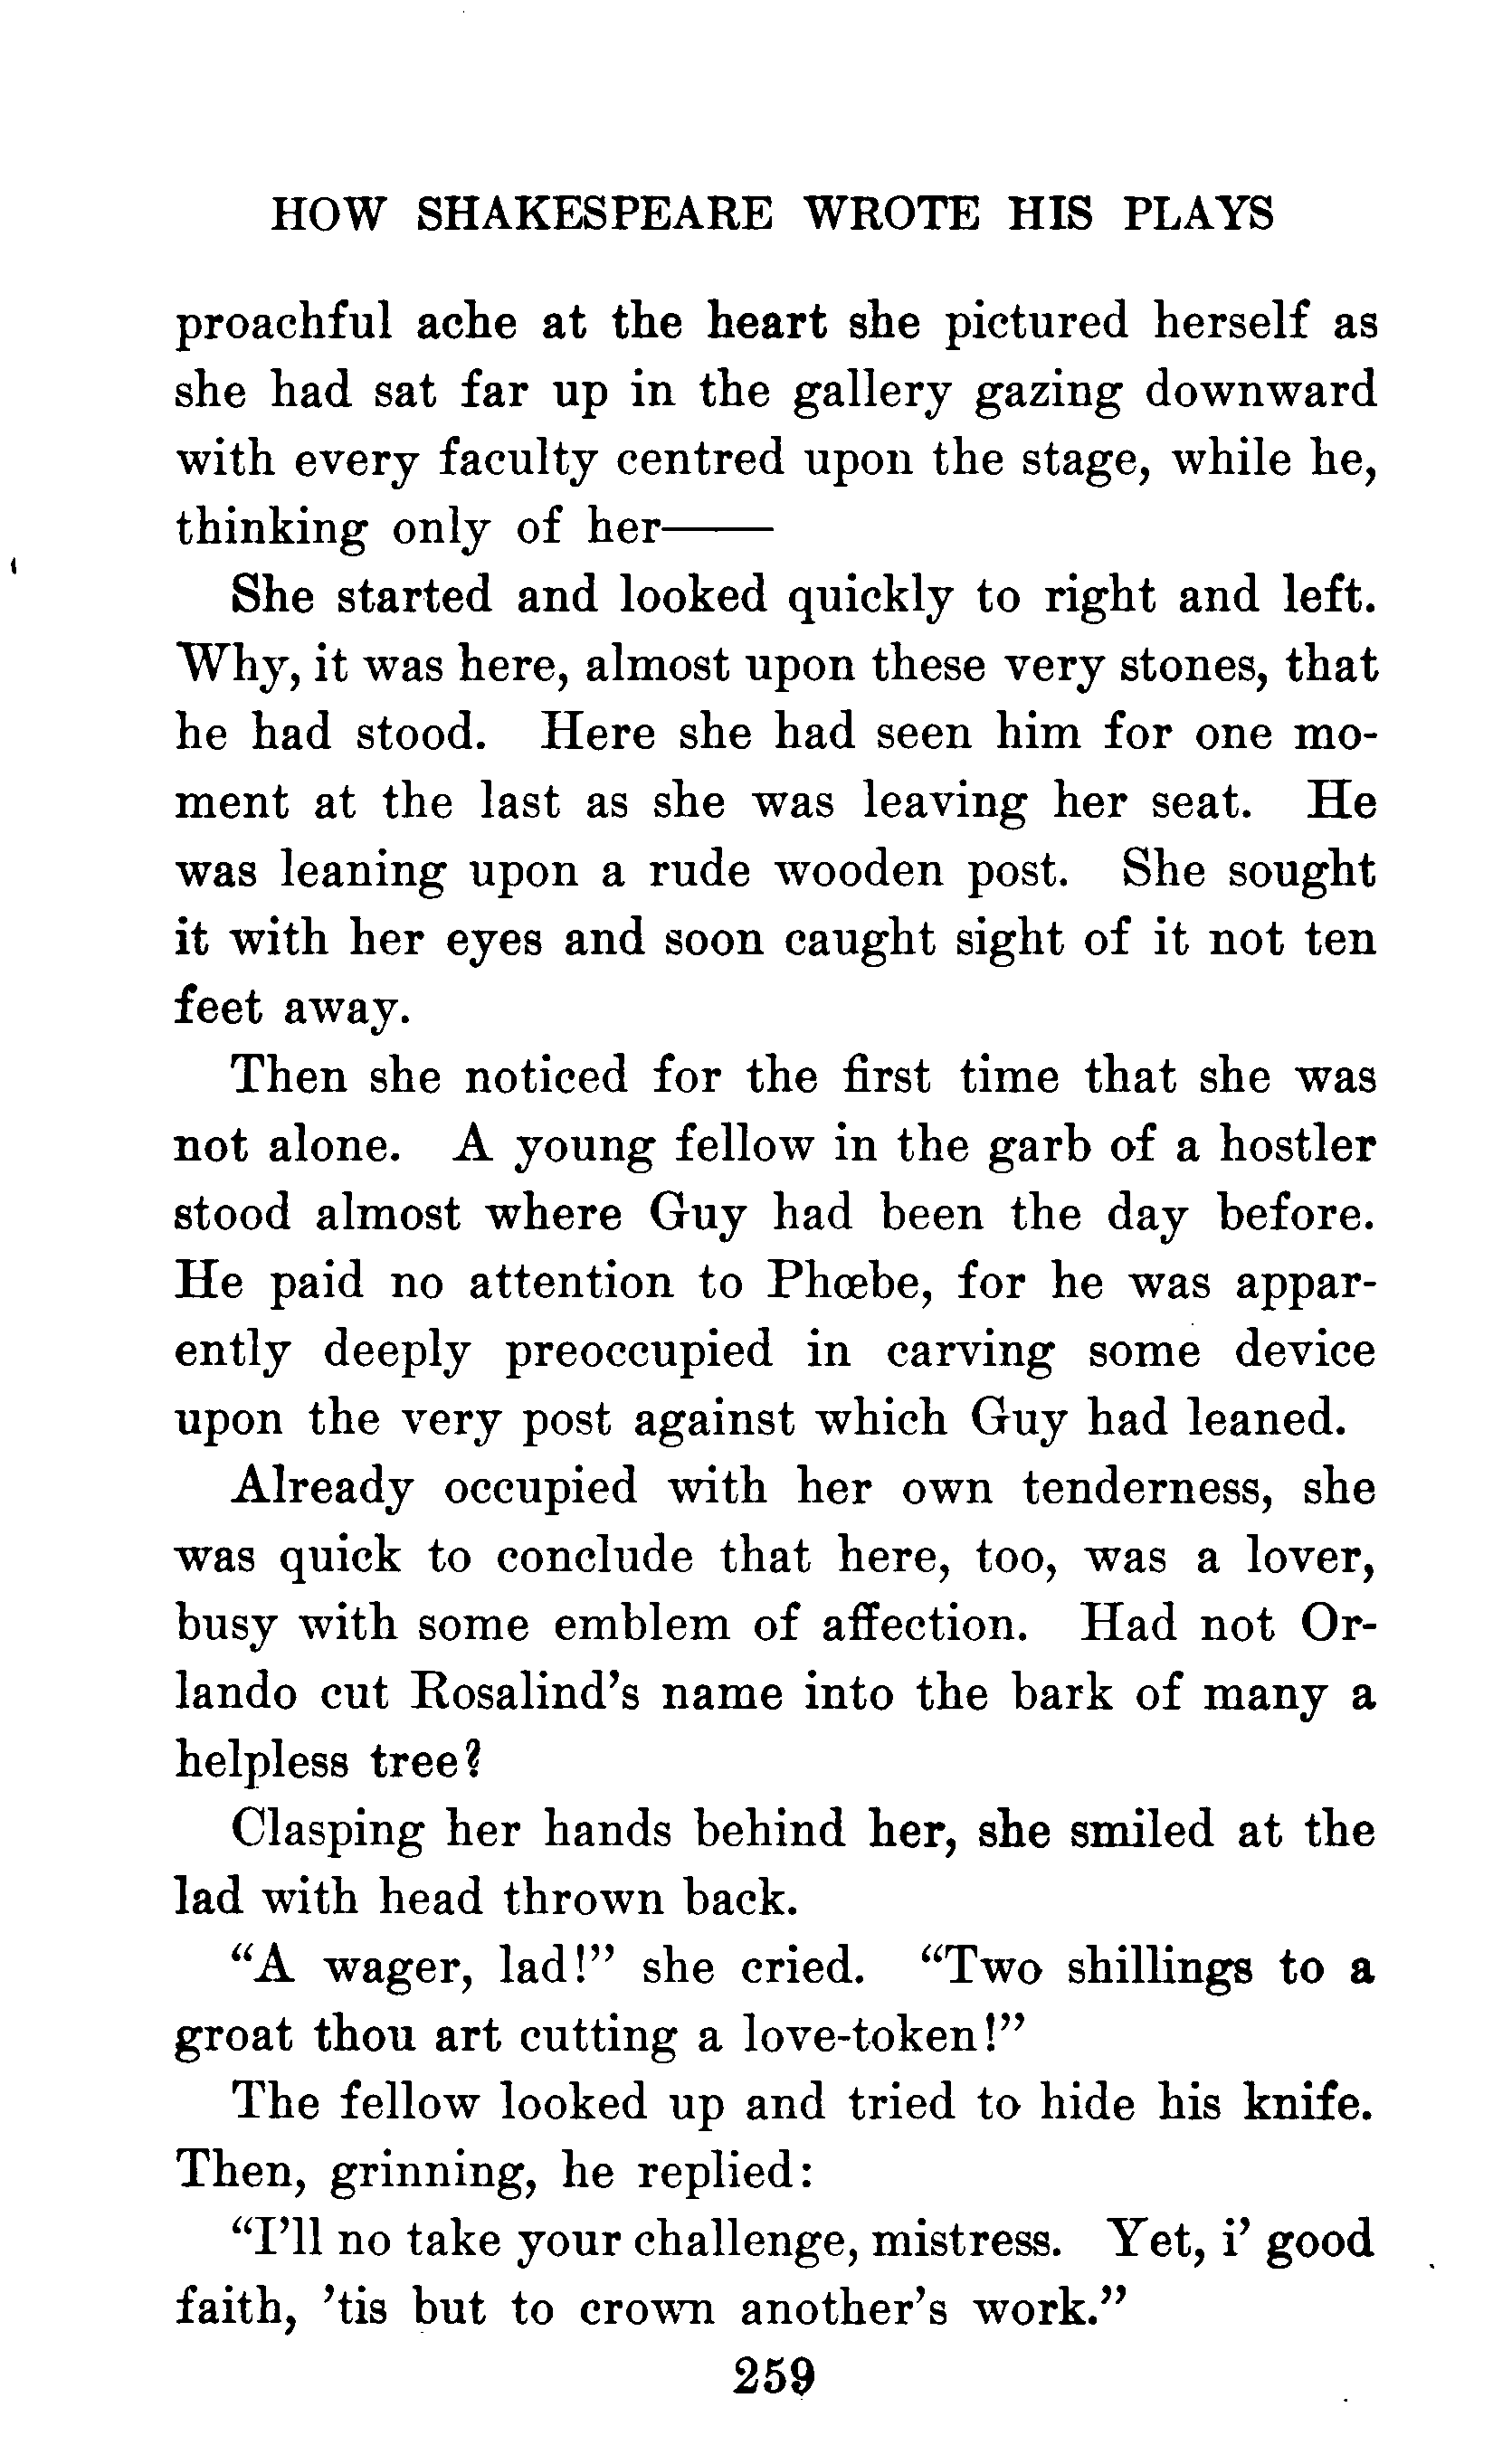 HOW SHAKESPEARE WROTE HIS PLAYS
proachful ache at the heart she pictured herself as
she had sat far up in the gallery gazing downward
with every faculty centred upon the stage, while he,
thinking only of her——
She started and looked quickly to right and left.
Why, it was here, almost upon these very stones, that
he had stood. Here she had seen him for one mo-
ment at the last as she was leaving her seat. He
was leaning upon a rude wooden post. She sought
it with her eyes and soon caught sight of it not ten
feet away.
Then she noticed for the first time that she was
not alone. A young fellow in the garb of a hostler
stood almost where Guy had been the day before.
He paid no attention to Phœbe, for he was appar-
ently deeply preoccupied in carving some device
upon the very post against which Guy had leaned.
Already occupied with her own tenderness, she
was quick to conclude that here, too, was a lover,
busy with some emblem of affection. Had not Or-
lando cut Rosalind's name into the bark of many a
helpless tree?
Clasping her hands behind her, she smiled at the
lad with head thrown back.
"A wager, lad!" she cried. "Two shillings to a
groat thou art cutting a love-token!"
The fellow looked up and tried to hide his knife.
Then, grinning, he replied:
"I'll no take your challenge, mistress. Yet, i' good
faith, 'tis but to crown another's work."
259